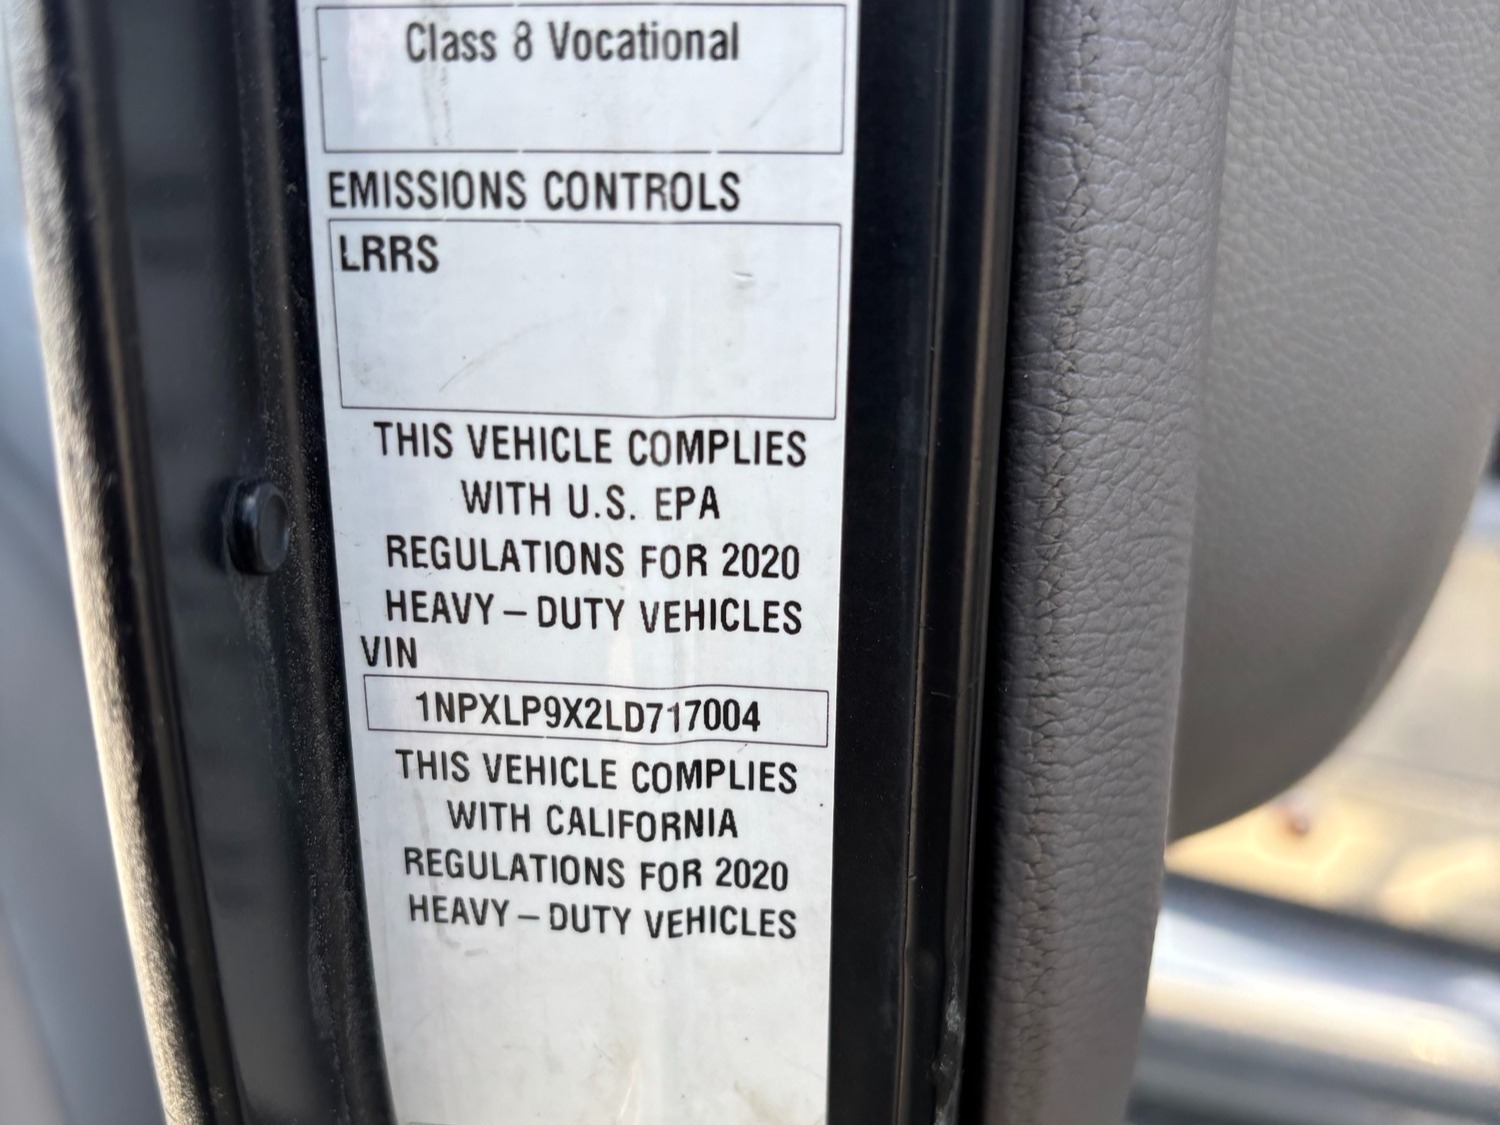 Class 8 Vocational
EMISSIONS CONTROLS
LRRS
THIS VEHICLE COMPLIES
WITH U.S. EPA
REGULATIONS FOR 2020
HEAVY – DUTY VEHICLES
VIN
1NPXLP9X2LD717004
THIS VEHICLE COMPLIES
WITH CALIFORNIA
REGULATIONS FOR 2020
HEAVY – DUTY VEHICLES